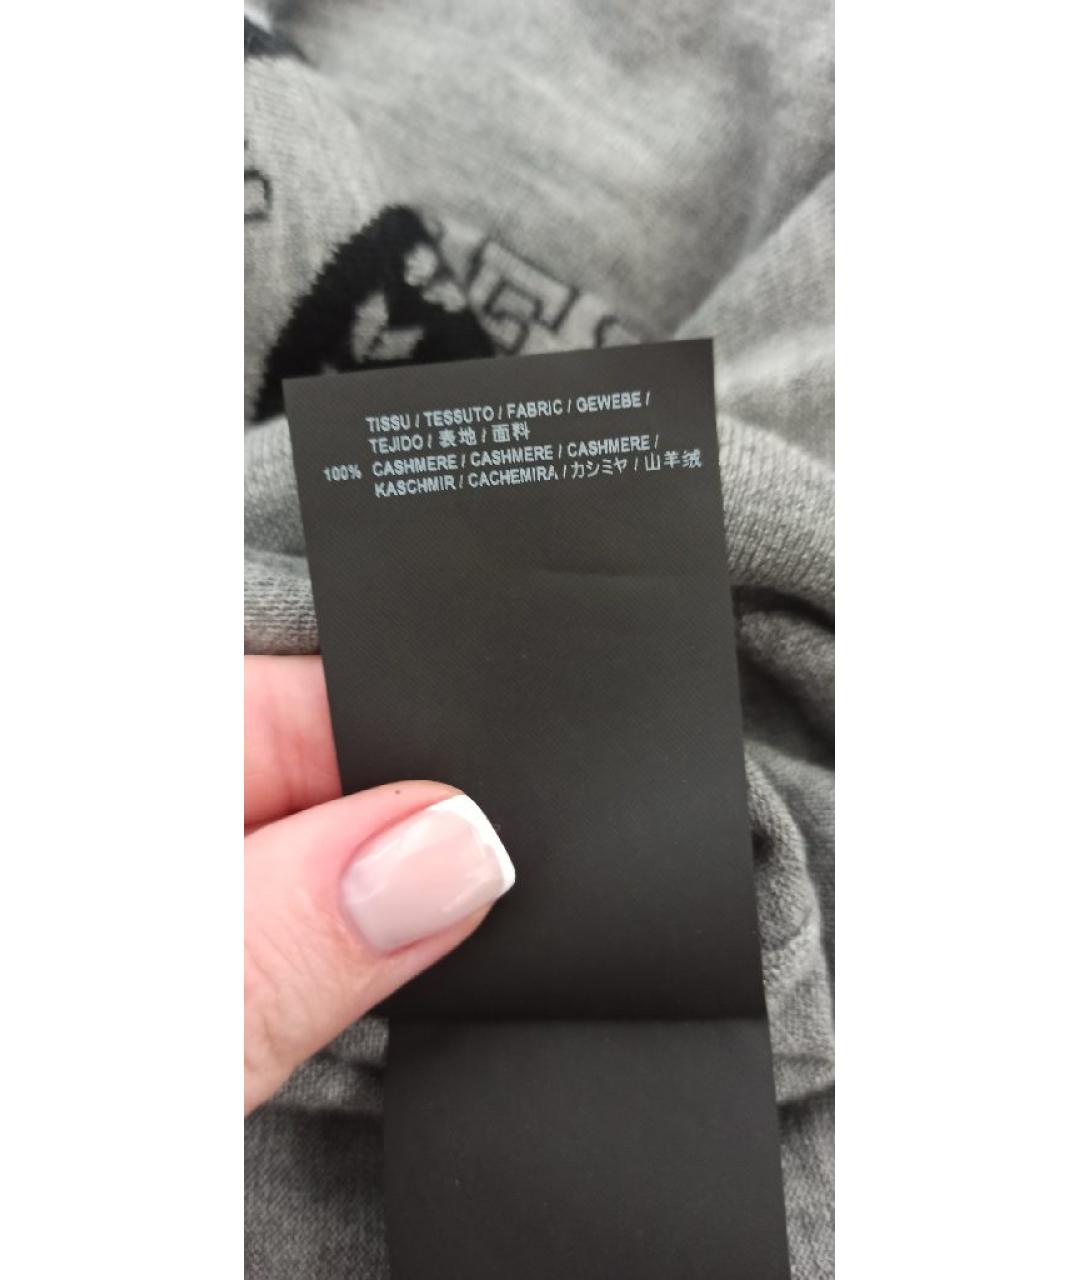 TISSU / TESSUTO / FABRIC / GEWEBE /
TEJIDO / 表地 / 面料
100% CASHMERE / CASHMERE / CASHMERE /
KASCHMIR / CACHEMIRA / カシミヤ / 山羊绒